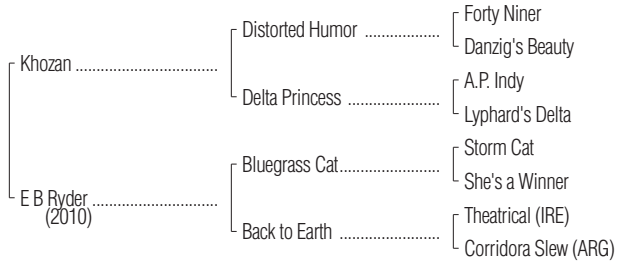 Forty Niner
Distorted Humor ..................
Danzig's Beauty
Khozan ...................................
A.P. Indy
Delta Princess ......................
Lyphard's Delta
Storm Cat
Bluegrass Cat........................
She's a Winner
E B Ryder ...............................
(2010)
Theatrical (IRE)
Back to Earth ........................
Corridora Slew (ARG)